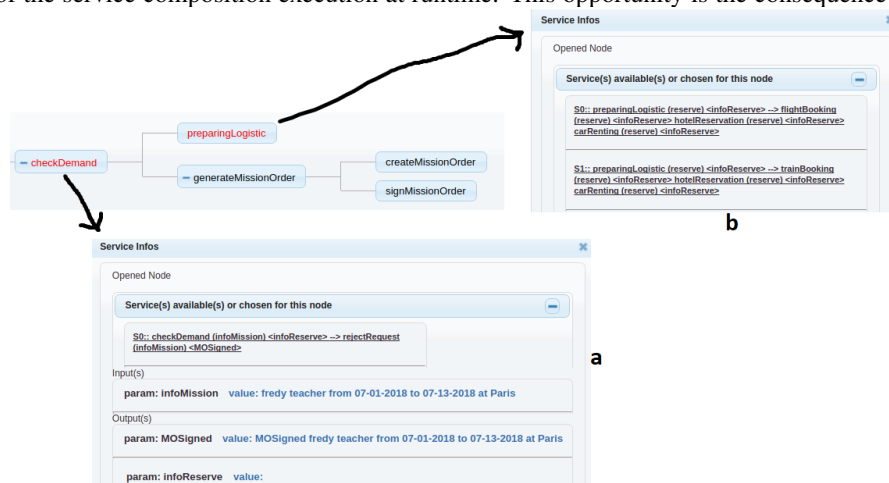 of the service composition execution at runtime. This opportunity is the consequence
Service Infos
Opened Node
Service(s) available(s) or chosen for this node
S0:: preparingLogistic (reserve) <infoReserve> --> flightBooking
(reserve) <infoReserve> hotelReservation (reserve) <infoReserve>
carRenting (reserve) <infoReserve>
S1:: preparingLogistic (reserve) <infoReserve> --> trainBooking
(reserve) <infoReserve> hotelReservation (reserve) <infoReserve>
carRenting (reserve) <infoReserve>
b
preparingLogistic
checkDemand
generateMissionOrder
createMissionOrder
signMissionOrder
Service Infos
Opened Node
Service(s) available(s) or chosen for this node
S0:: checkDemand (infoMission) <infoReserve> --> rejectRequest
(infoMission) <MOSigned>
a
Input(s)
param: infoMission value: fredy teacher from 07-01-2018 to 07-13-2018 at Paris
Output(s)
param: MOSigned value: MOSigned fredy teacher from 07-01-2018 to 07-13-2018 at Paris
param: infoReserve value: